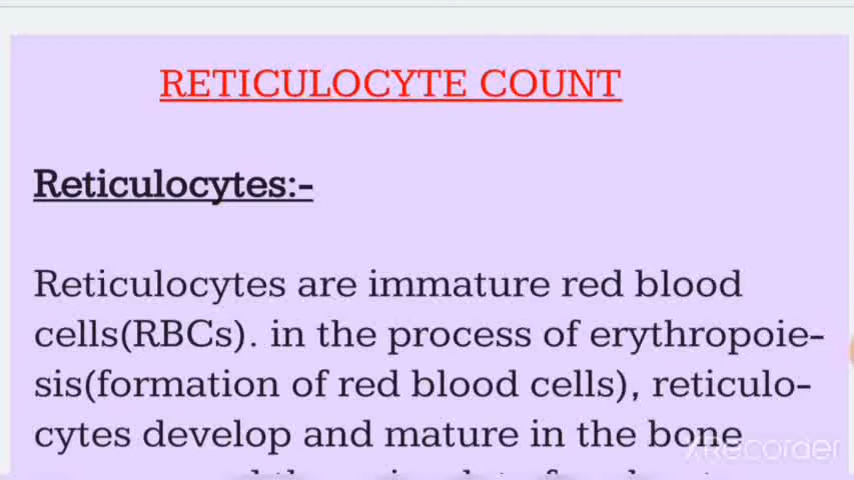 RETICULOCYTE COUNT
Reticulocytes:-
Reticulocytes are immature red blood
cells(RBCs). in the process of erythropoie-
sis(formation of red blood cells), reticulo-
cytes develop and mature in the bone
XRecorder